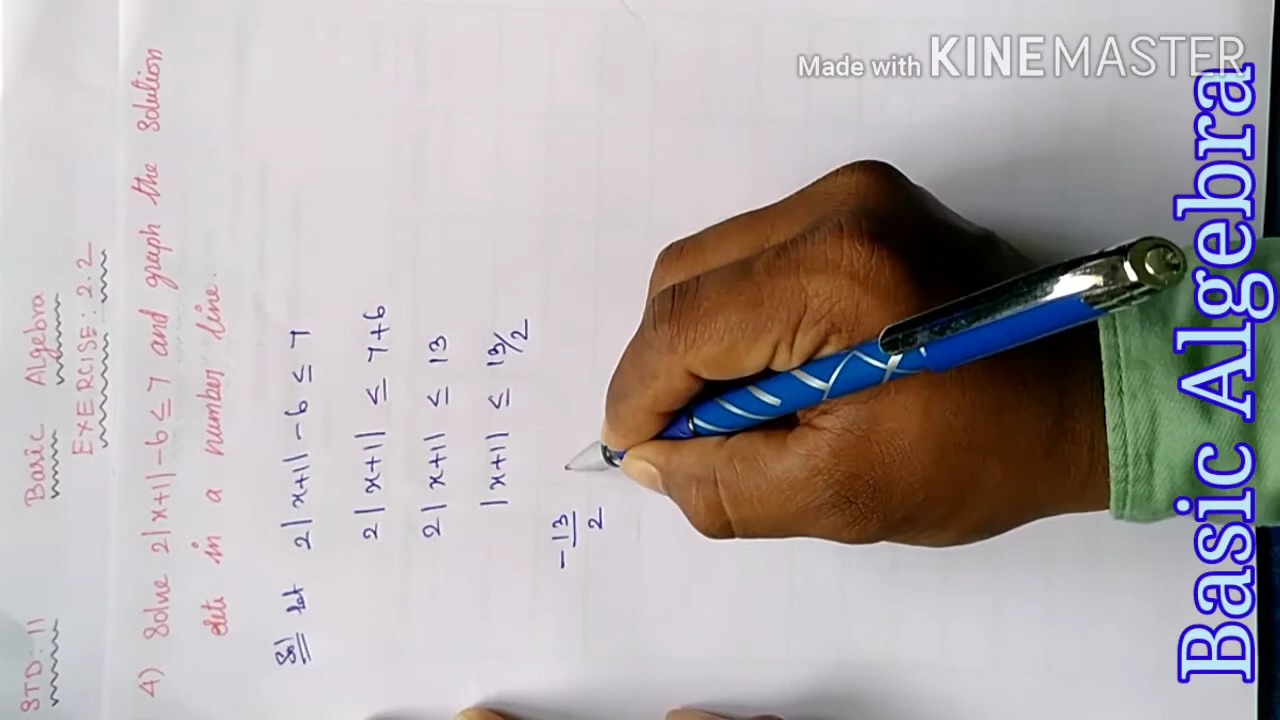 STD: 11 Basic Algebra
EXERCISE: 2.2
4) Solve 2|x+1| - 6 ≤ 7 and graph the solution
in a number line.
Sol let 2|x+1| - 6 ≤ 7
2|x+1| ≤ 7+6
2|x+1| ≤ 13
|x+1| ≤ 13/2
-13/2
Made with KINEMASTER
Basic Algebra